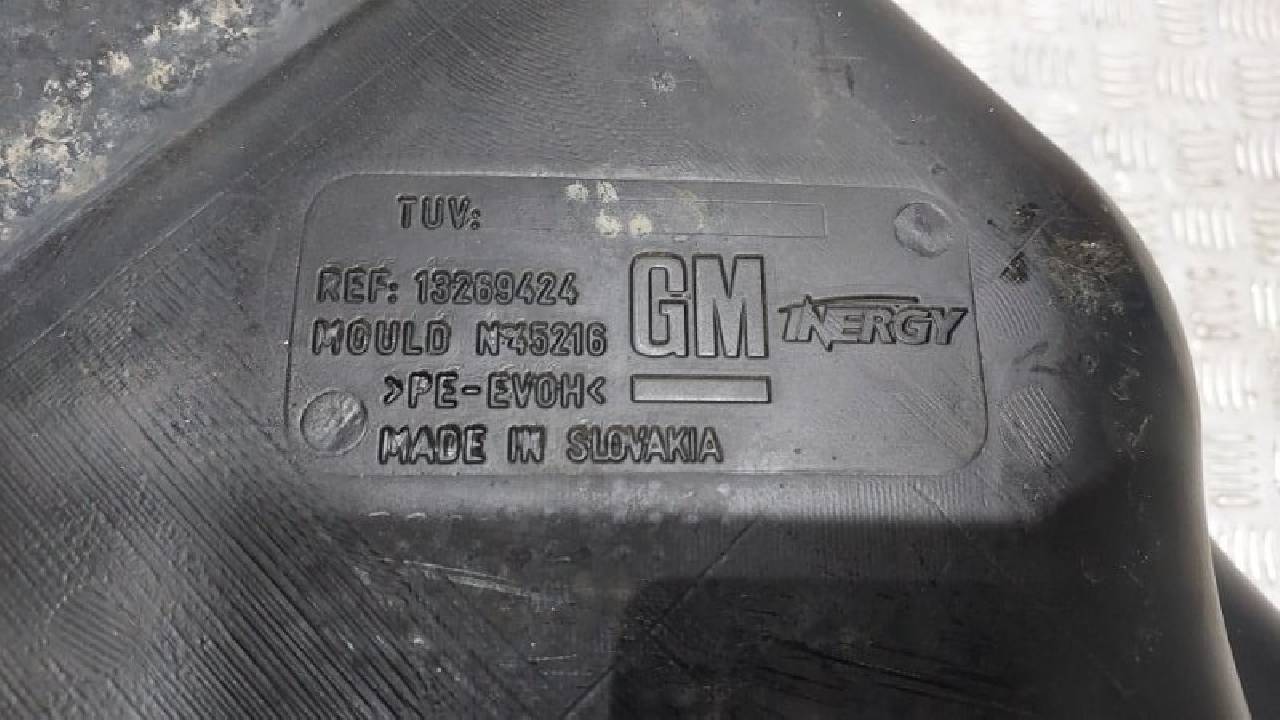 TUV:
REF: 13269424
MOULD N°45216
GM
INERGY
>PE-EVOH<
MADE IN SLOVAKIA